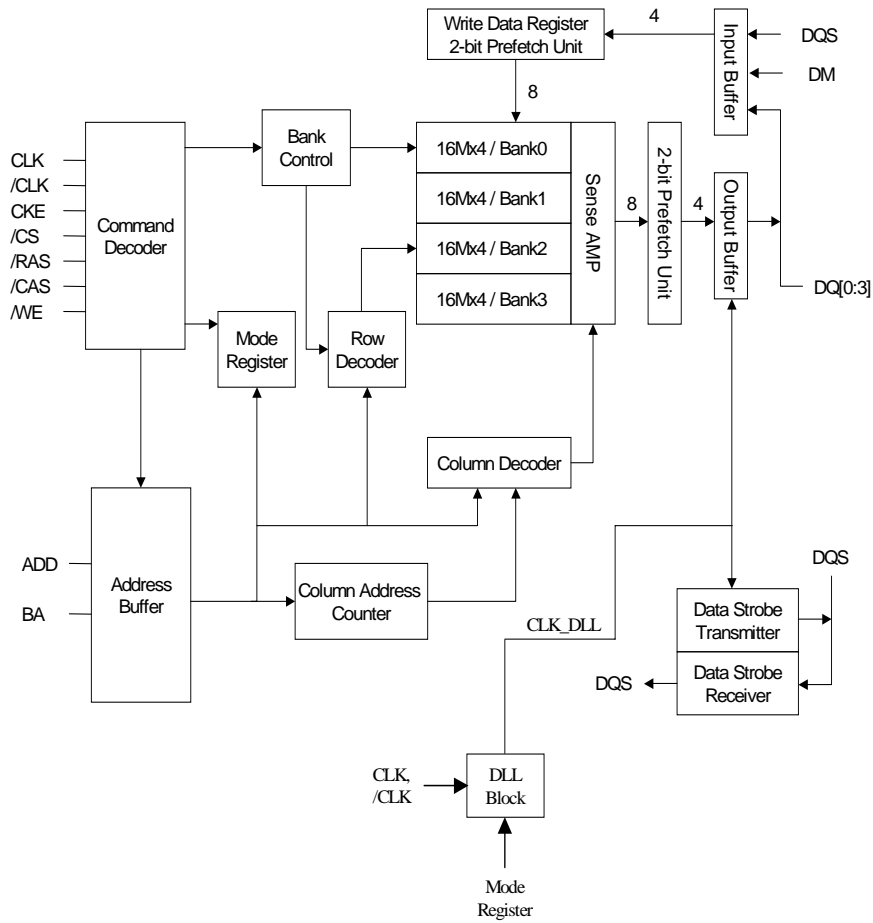 Write Data Register
2-bit Prefetch Unit
4
Input Buffer
DQS
DM
8
Bank
Control
16Mx4 / Bank0
16Mx4 / Bank1
16Mx4 / Bank2
16Mx4 / Bank3
Sense AMP
8
2-bit Prefetch Unit
4
Output Buffer
DQ[0:3]
CLK
/CLK
CKE
/CS
/RAS
/CAS
/WE
Command
Decoder
Mode
Register
Row
Decoder
Column Decoder
ADD
BA
Address
Buffer
Column Address
Counter
CLK_DLL
DQS
Data Strobe
Transmitter
Data Strobe
Receiver
DQS
CLK,
/CLK
DLL
Block
Mode
Register